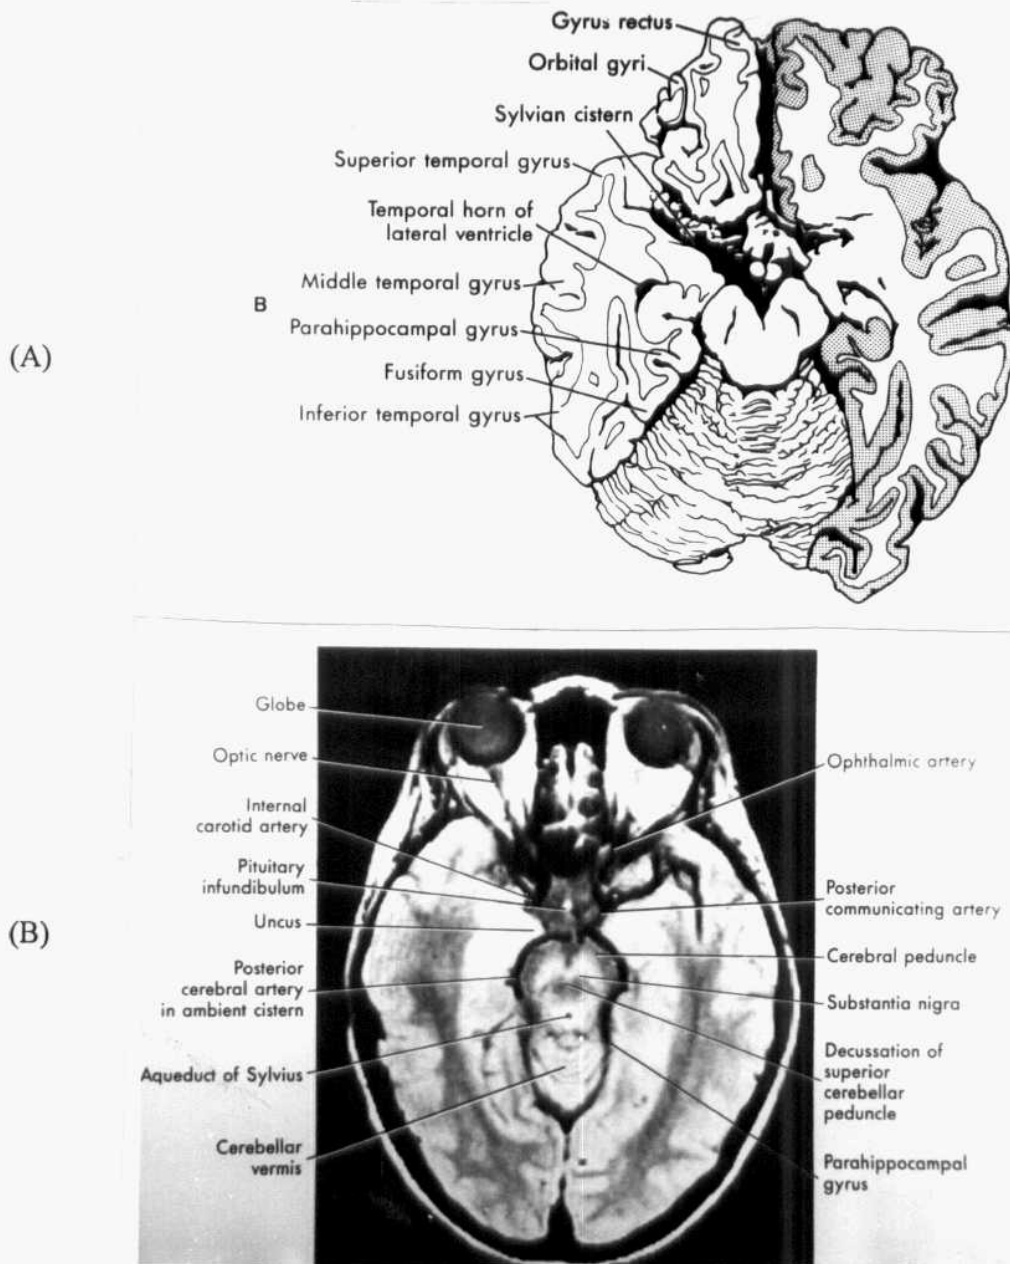 Gyrus rectus
Orbital gyri
Sylvian cistern
Superior temporal gyrus
Temporal horn of
lateral ventricle
Middle temporal gyrus
B
Parahippocampal gyrus
(A)
Fusiform gyrus
Inferior temporal gyrus
Globe
Optic nerve
Internal
carotid artery
Pituitary
infundibulum
Uncus
(B)
Posterior
cerebral artery
in ambient cistern
Aqueduct of Sylvius
Cerebellar
vermis
Ophthalmic artery
Posterior
communicating artery
Cerebral peduncle
Substantia nigra
Decussation of
superior
cerebellar
peduncle
Parahippocampal
gyrus